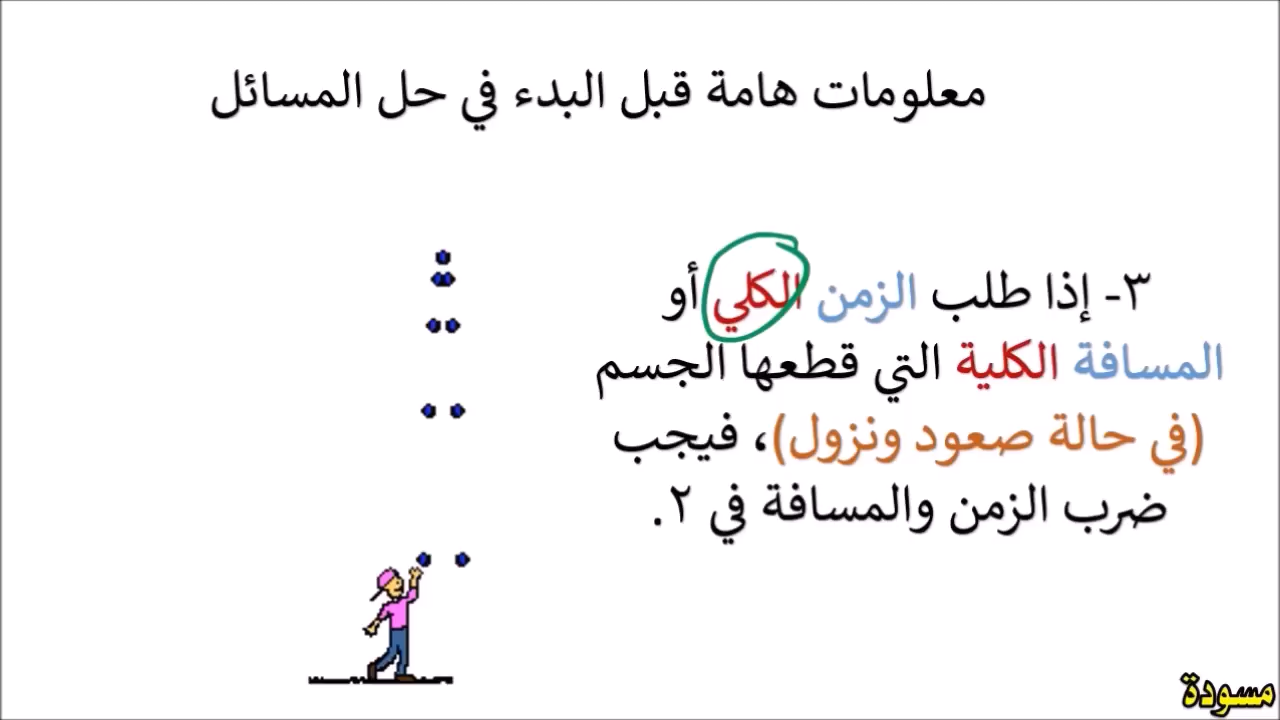 معلومات هامة قبل البدء في حل المسائل
٣- إذا طلب الزمن الكلي أو
المسافة الكلية التي قطعها الجسم
(في حالة صعود ونزول)، فيجب
ضرب الزمن والمسافة في ٢.
مسودة